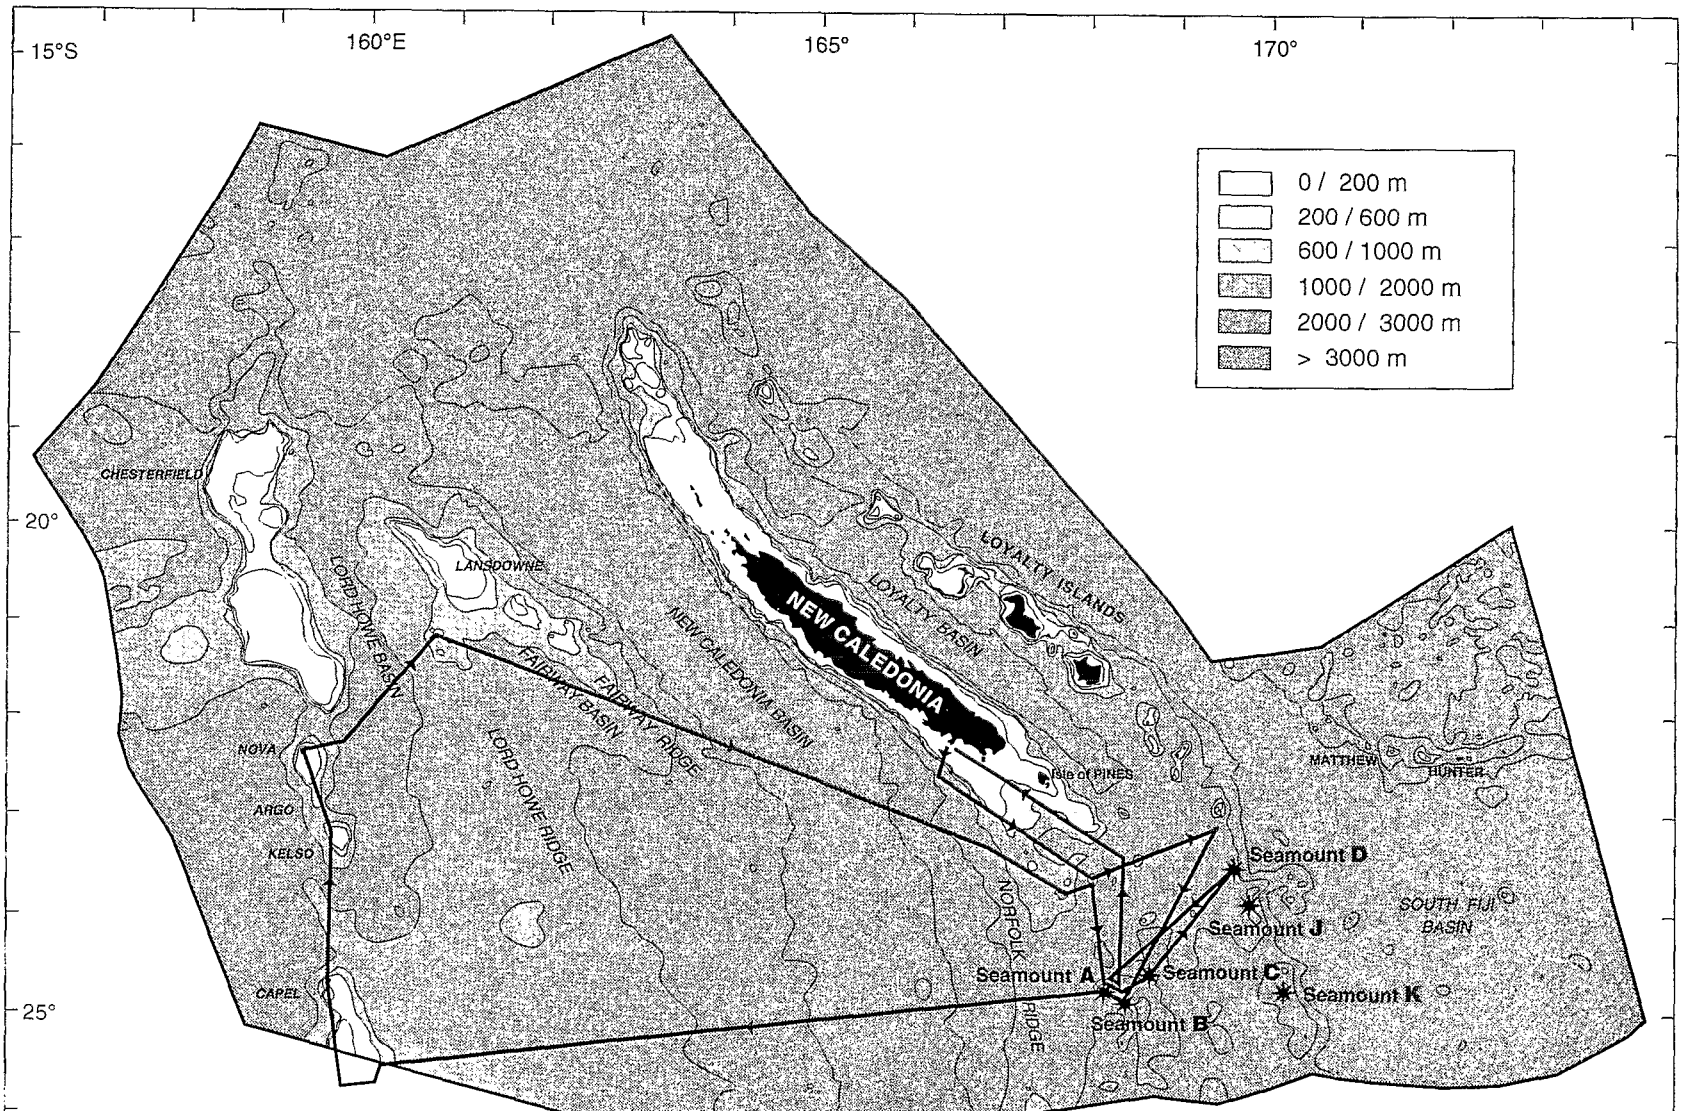 15°S
160°E
165°
170°
0 / 200 m
200 / 600 m
600 / 1000 m
1000 / 2000 m
2000 / 3000 m
> 3000 m
CHESTERFIELD
20°
LANSDOWNE
LORD HOWE BASIN
LOYALTY ISLANDS
LOYALTY BASIN
NEW CALEDONIA
NEW CALEDONIA BASIN
FAIRWAY BASIN
FAIRWAY RIDGE
LORD HOWE RIDGE
NOVA
ARGO
KELSO
Isle of PINES
MATTHEW
HUNTER
Seamount D
NORFOLK RIDGE
SOUTH FIJI
BASIN
Seamount J
Seamount A
Seamount C
CAPEL
Seamount K
25°
Seamount B